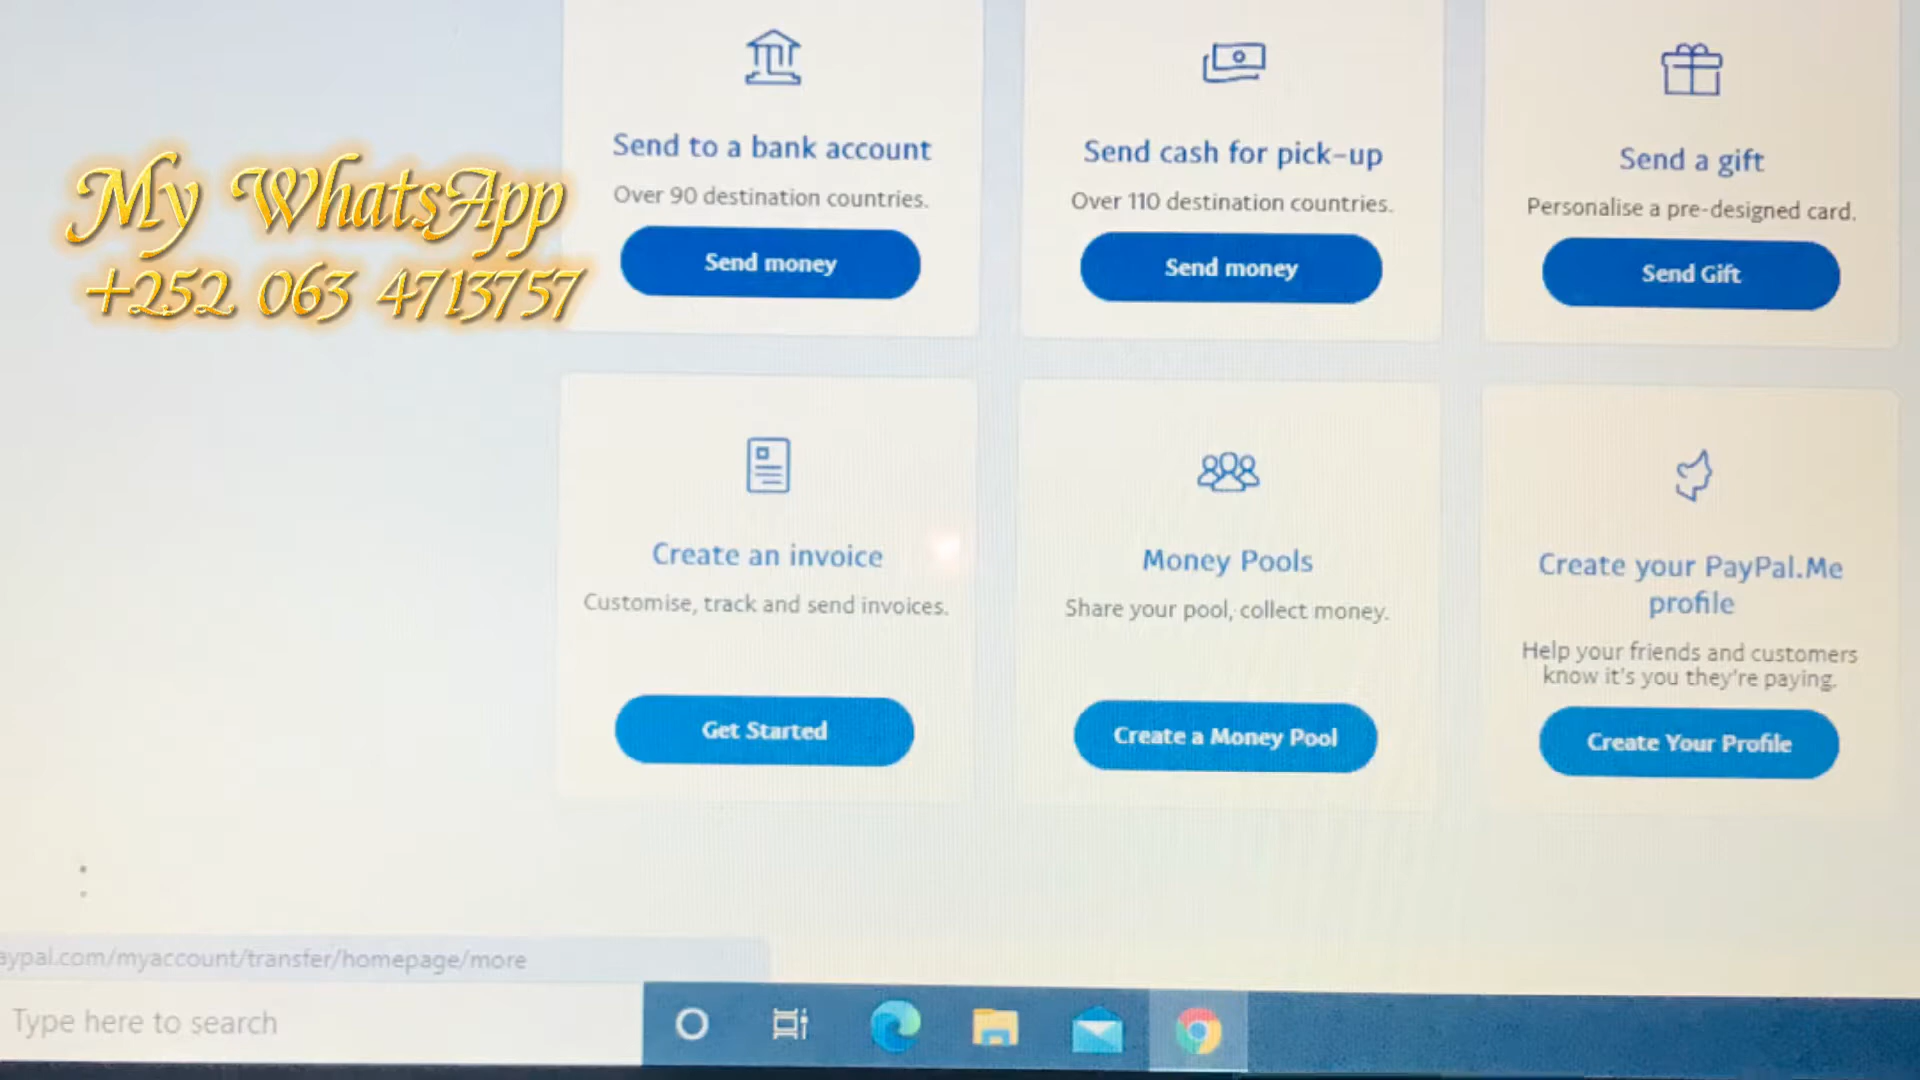 My WhatsApp
+252 063 4713757
Send to a bank account
Over 90 destination countries.
Send money
Send cash for pick-up
Over 110 destination countries.
Send money
Send a gift
Personalise a pre-designed card.
Send Gift
Create an invoice
Customise, track and send invoices.
Get Started
Money Pools
Share your pool, collect money.
Create a Money Pool
Create your PayPal.Me
profile
Help your friends and customers
know it's you they're paying.
Create Your Profile
aypal.com/myaccount/transfer/homepage/more
Type here to search